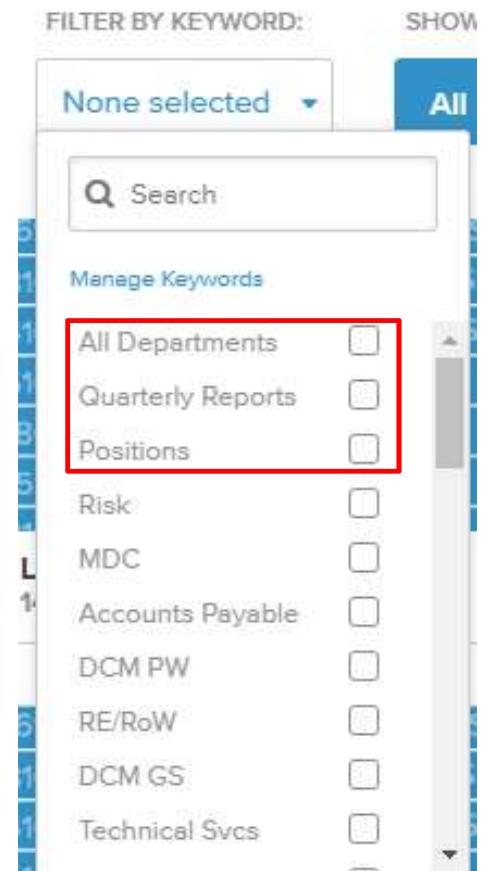 FILTER BY KEYWORD:
SHOW
None selected
All
Search
Manage Keywords
All Departments
Quarterly Reports
Positions
Risk
MDC
Accounts Payable
DCM PW
RE/RoW
DCM GS
Technical Svcs